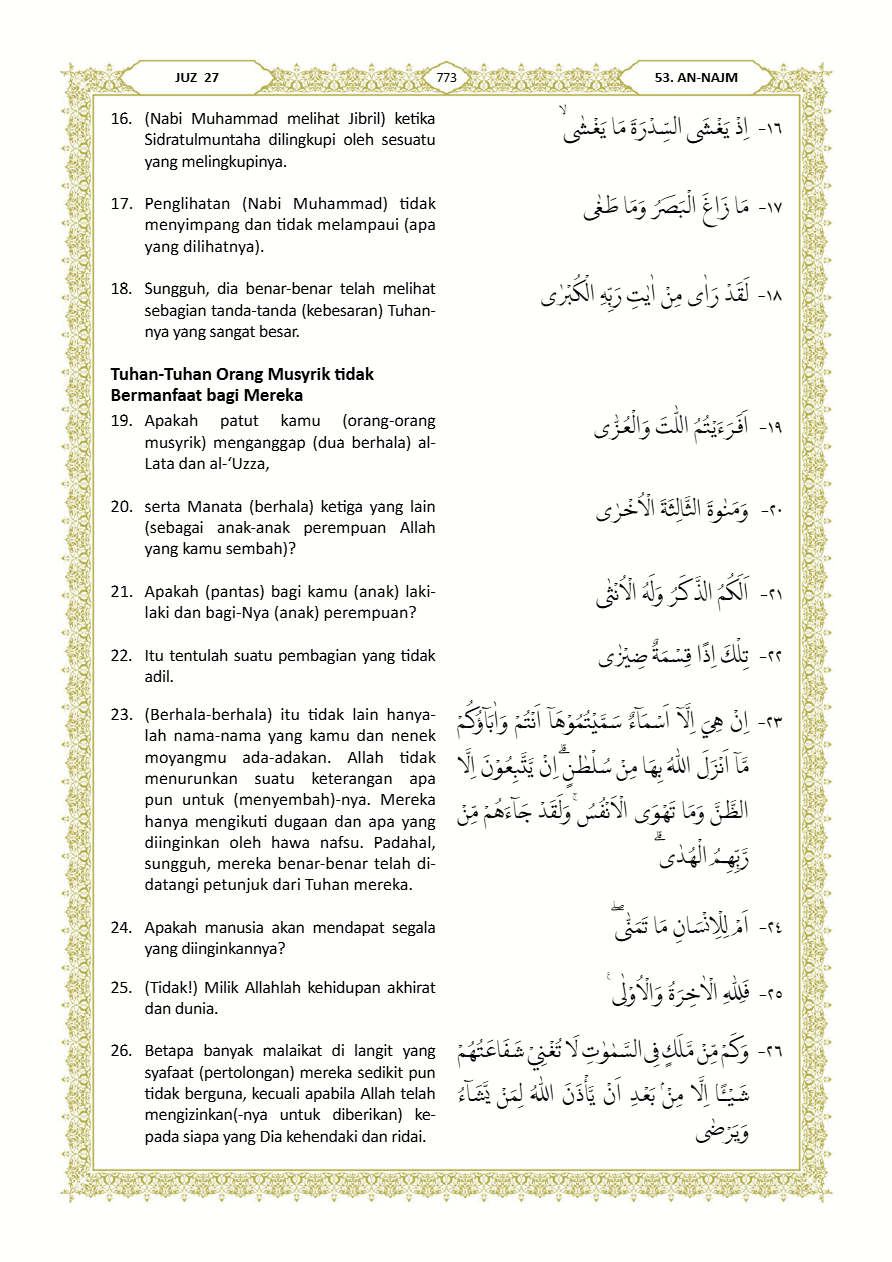 JUZ 27
773
53. AN-NAJM
16. (Nabi Muhammad melihat Jibril) ketika
Sidratulmuntaha dilingkupi oleh sesuatu
yang melingkupinya.
١٦- اِذْ يَغْشَى السِّدْرَةَ مَا يَغْشٰىۙ
17. Penglihatan (Nabi Muhammad) tidak
menyimpang dan tidak melampaui (apa
yang dilihatnya).
١٧- مَا زَاغَ الْبَصَرُ وَمَا طَغٰى
18. Sungguh, dia benar-benar telah melihat
sebagian tanda-tanda (kebesaran) Tuhan-
nya yang sangat besar.
١٨- لَقَدْ رَاٰى مِنْ اٰيٰتِ رَبِّهِ الْكُبْرٰى
Tuhan-Tuhan Orang Musyrik tidak
Bermanfaat bagi Mereka
19. Apakah patut kamu (orang-orang
musyrik) menganggap (dua berhala) al-
Lata dan al-‘Uzza,
١٩- اَفَرَءَيْتُمُ اللّٰتَ وَالْعُزّٰى
20. serta Manata (berhala) ketiga yang lain
(sebagai anak-anak perempuan Allah
yang kamu sembah)?
٢٠- وَمَنٰوةَ الثَّالِثَةَ الْاُخْرٰى
21. Apakah (pantas) bagi kamu (anak) laki-
laki dan bagi-Nya (anak) perempuan?
٢١- اَلَكُمُ الذَّكَرُ وَلَهُ الْاُنْثٰى
22. Itu tentulah suatu pembagian yang tidak
adil.
٢٢- تِلْكَ اِذًا قِسْمَةٌ ضِيْزٰى
23. (Berhala-berhala) itu tidak lain hanya-
lah nama-nama yang kamu dan nenek
moyangmu ada-adakan. Allah tidak
menurunkan suatu keterangan apa
pun untuk (menyembah)-nya. Mereka
hanya mengikuti dugaan dan apa yang
diinginkan oleh hawa nafsu. Padahal,
sungguh, mereka benar-benar telah di-
datangi petunjuk dari Tuhan mereka.
٢٣- اِنْ هِيَ اِلَّآ اَسْمَاۤءٌ سَمَّيْتُمُوْهَآ اَنْتُمْ وَاٰبَاۤؤُكُمْ
مَّآ اَنْزَلَ اللّٰهُ بِهَا مِنْ سُلْطٰنٍۗ اِنْ يَّتَّبِعُوْنَ اِلَّا
الظَّنَّ وَمَا تَهْوَى الْاَنْفُسُۚ وَلَقَدْ جَاۤءَهُمْ مِّنْ
رَّبِّهِمُ الْهُدٰىۗ
24. Apakah manusia akan mendapat segala
yang diinginkannya?
٢٤- اَمْ لِلْاِنْسَانِ مَا تَمَنّٰىۖ
25. (Tidak!) Milik Allahlah kehidupan akhirat
dan dunia.
٢٥- فَلِلّٰهِ الْاٰخِرَةُ وَالْاُوْلٰىۚ
26. Betapa banyak malaikat di langit yang
syafaat (pertolongan) mereka sedikit pun
tidak berguna, kecuali apabila Allah telah
mengizinkan(-nya untuk diberikan) ke-
pada siapa yang Dia kehendaki dan ridai.
٢٦- وَكَمْ مِّنْ مَّلَكٍ فِى السَّمٰوٰتِ لَا تُغْنِيْ شَفَاعَتُهُمْ
شَيْـًٔا اِلَّا مِنْۢ بَعْدِ اَنْ يَّأْذَنَ اللّٰهُ لِمَنْ يَّشَاۤءُ
وَيَرْضٰى